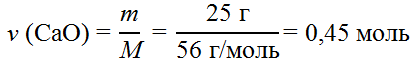 ν (CaO) = m/M = 25 г/56 г/моль = 0,45 моль